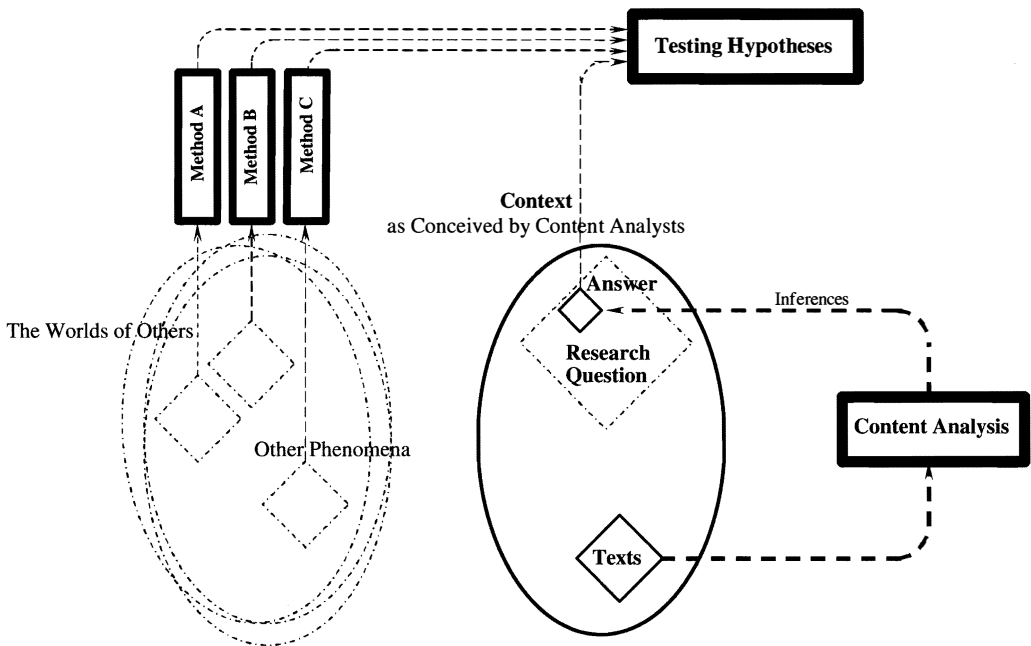 Testing Hypotheses
Method A
Method B
Method C
Context
as Conceived by Content Analysts
Answer
Inferences
The Worlds of Others
Research
Question
Content Analysis
Other Phenomena
Texts